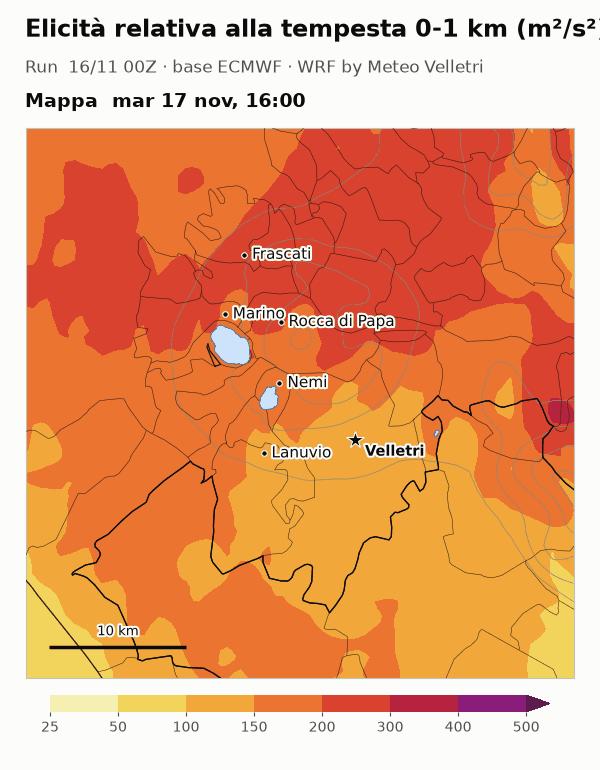 Elicità relativa alla tempesta 0-1 km (m²/s²)
Run 16/11 00Z · base ECMWF · WRF by Meteo Velletri
Mappa mar 17 nov, 16:00
Frascati
Marino
Rocca di Papa
Nemi
Velletri
Lanuvio
10 km
25 50 100 150 200 300 400 500